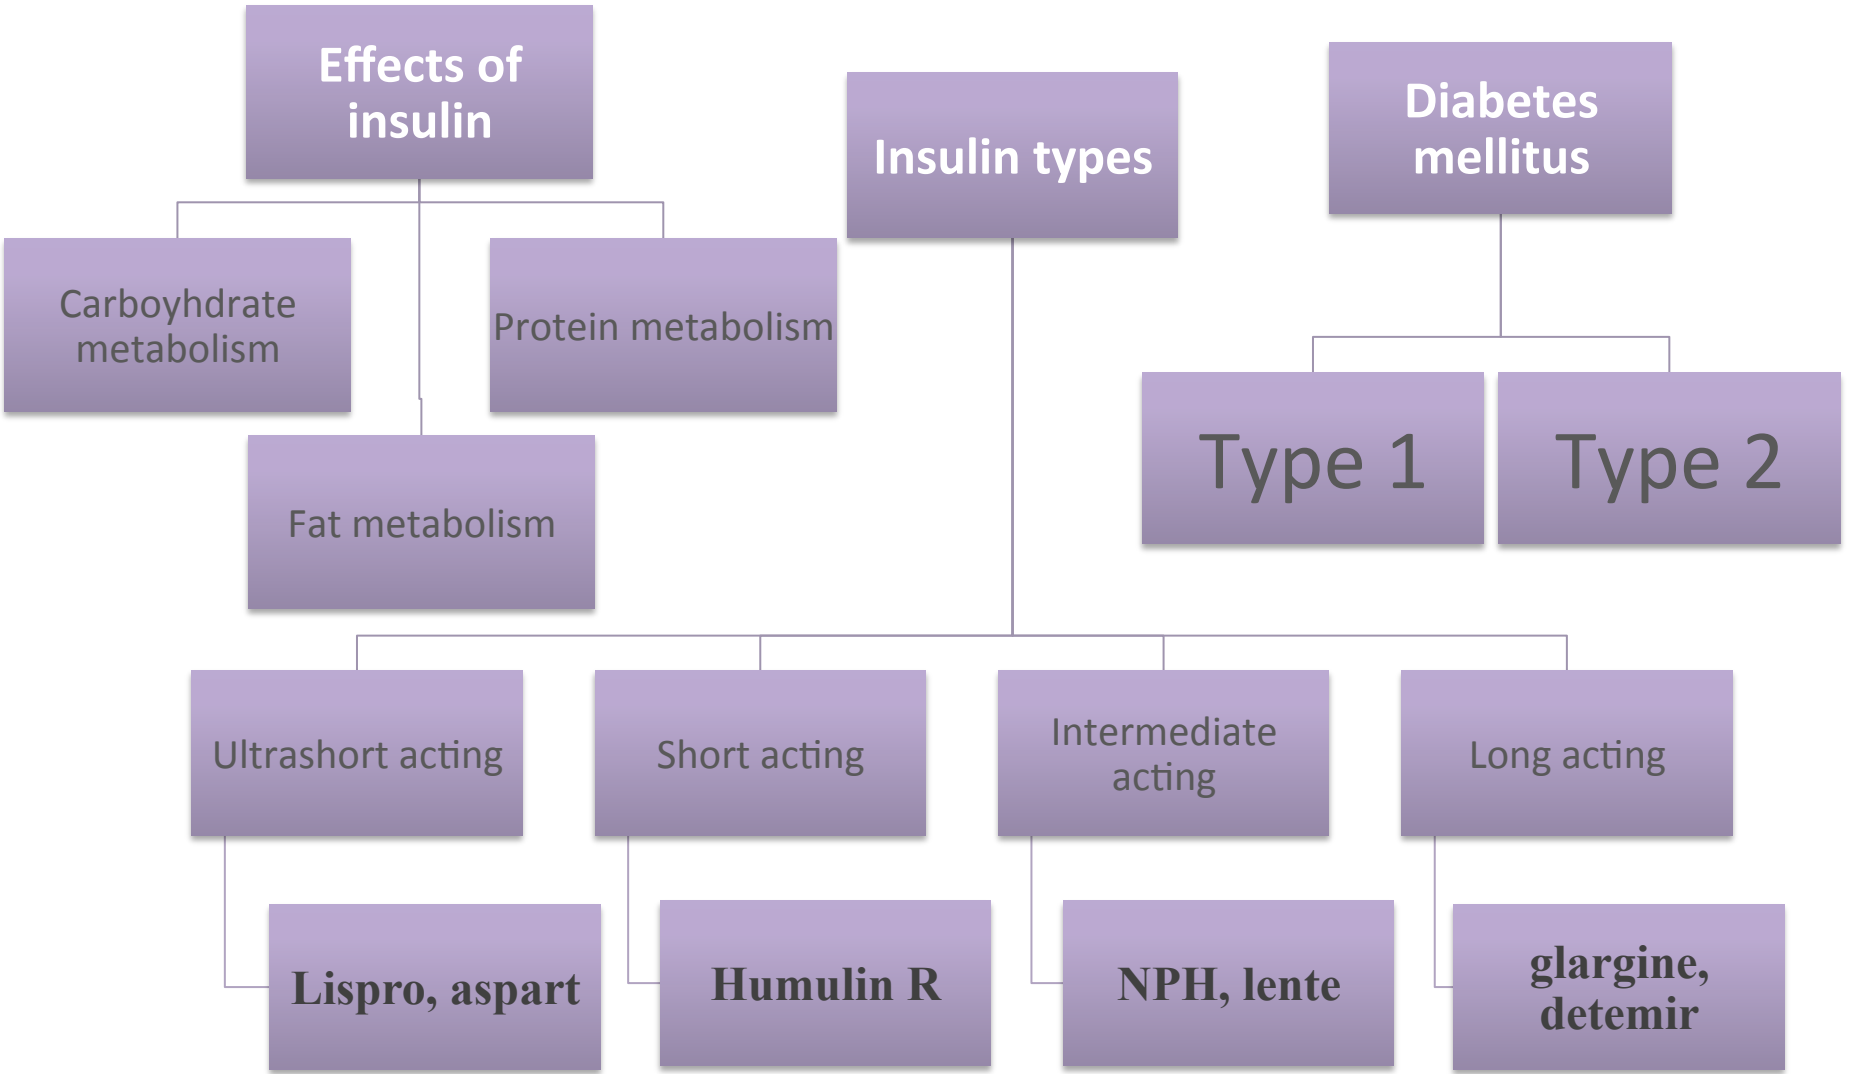 Effects of
insulin
Insulin types
Diabetes
mellitus
Carboyhdrate
metabolism
Protein metabolism
Fat metabolism
Type 1
Type 2
Ultrashort acting
Short acting
Intermediate
acting
Long acting
Lispro, aspart
Humulin R
NPH, lente
glargine,
detemir